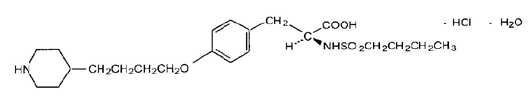 CH2 COOH · HCl · H2O
H NHSO2CH2CH2CH2CH3
HN CH2CH2CH2CH2O